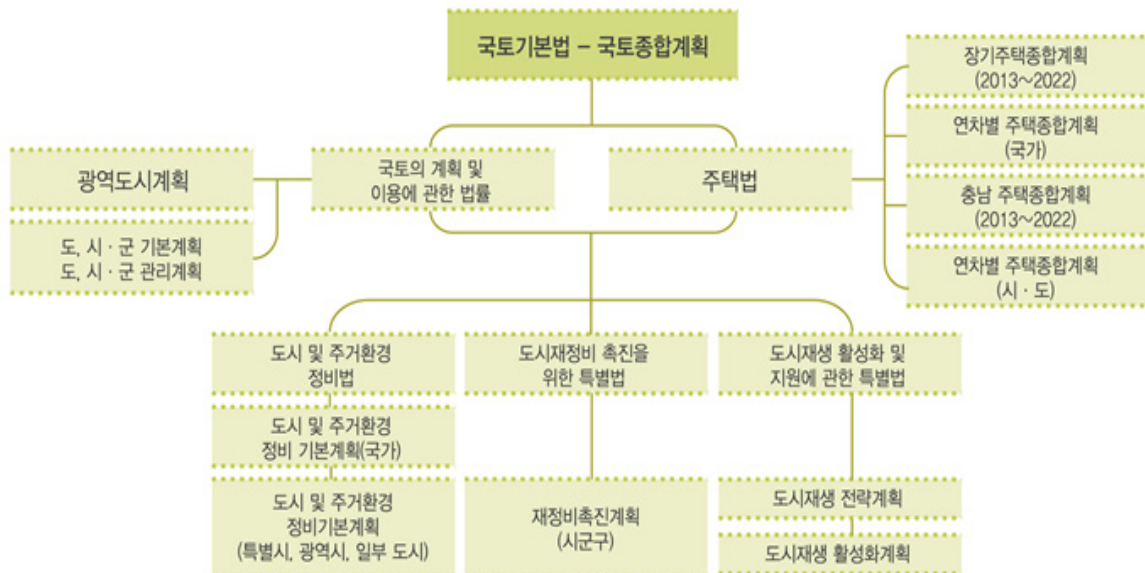 국토기본법 – 국토종합계획
장기주택종합계획
(2013~2022)
연차별 주택종합계획
(국가)
충남 주택종합계획
(2013~2022)
연차별 주택종합계획
(시 · 도)
광역도시계획
국토의 계획 및
이용에 관한 법률
주택법
도, 시 · 군 기본계획
도, 시 · 군 관리계획
도시 및 주거환경
정비법
도시재정비 촉진을
위한 특별법
도시재생 활성화 및
지원에 관한 특별법
도시 및 주거환경
정비 기본계획(국가)
도시 및 주거환경
정비기본계획
(특별시, 광역시, 일부 도시)
재정비촉진계획
(시군구)
도시재생 전략계획
도시재생 활성화계획